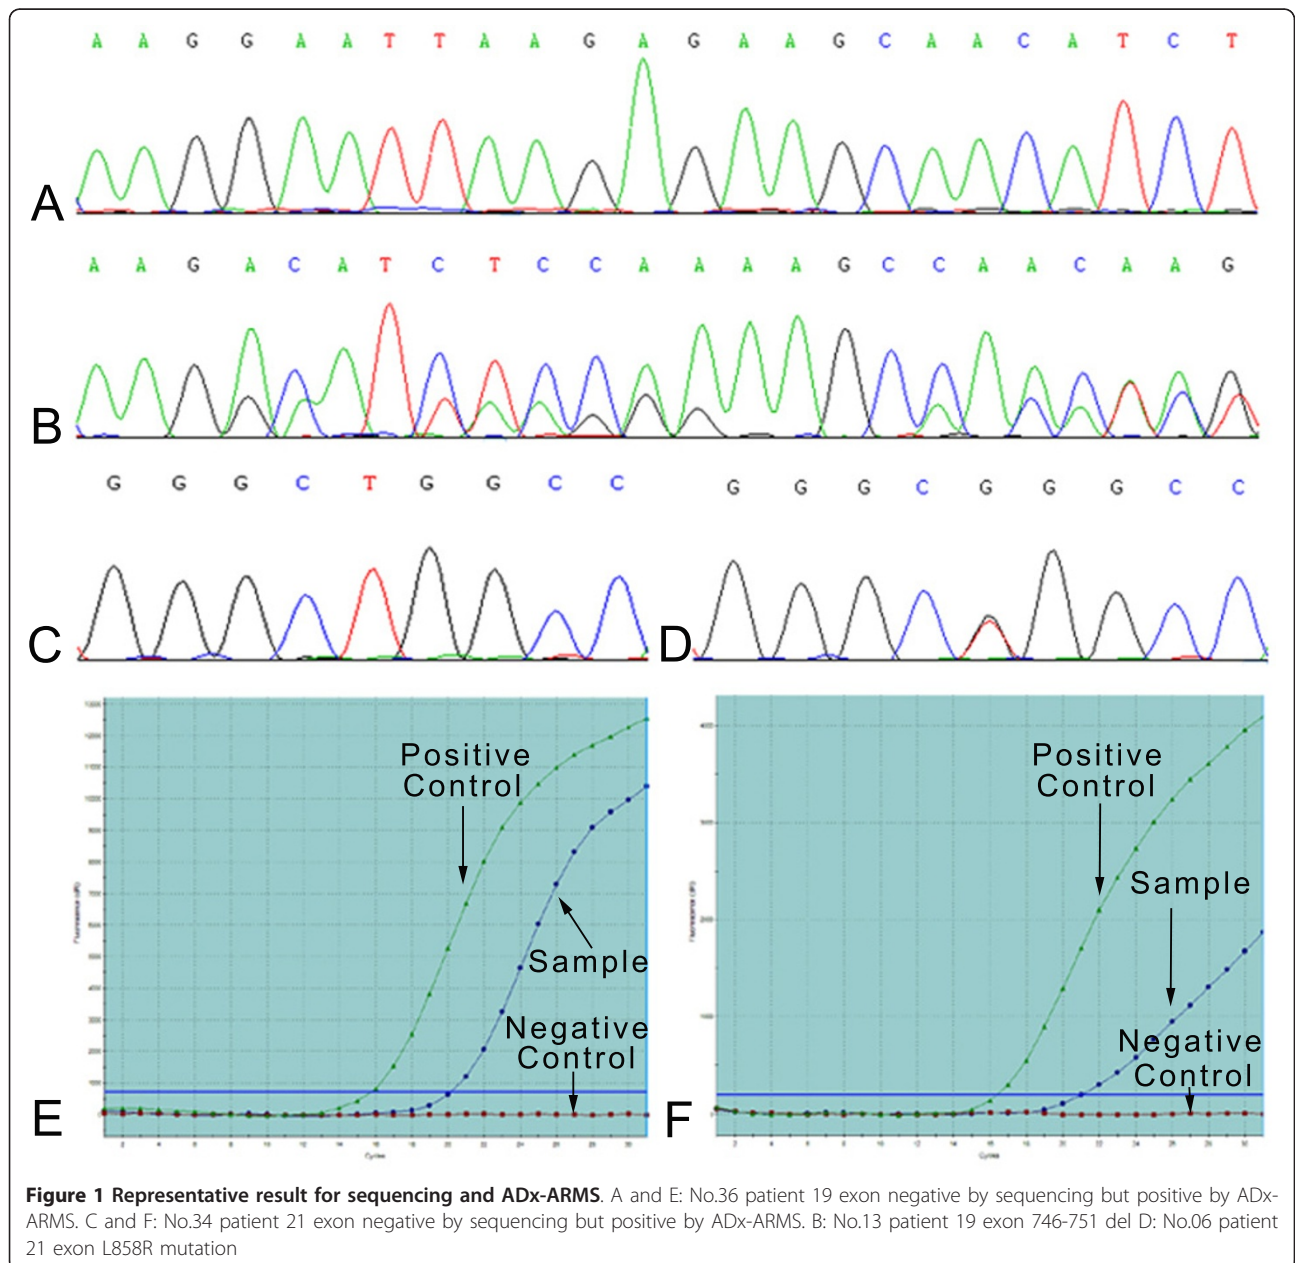 A A G G A A T T A A G A G A A G C A A C A T C T
A
A A G A C A T C T C C A A A A G C C A A C A A G
B
G G G C T G G C C
C
G G G C G G G C C
D
Positive
Control
Sample
Negative
Control
E
Cycles
Positive
Control
Sample
Negative
Control
F
Cycles
Figure 1 Representative result for sequencing and ADx-ARMS. A and E: No.36 patient 19 exon negative by sequencing but positive by ADx-
ARMS. C and F: No.34 patient 21 exon negative by sequencing but positive by ADx-ARMS. B: No.13 patient 19 exon 746-751 del D: No.06 patient
21 exon L858R mutation